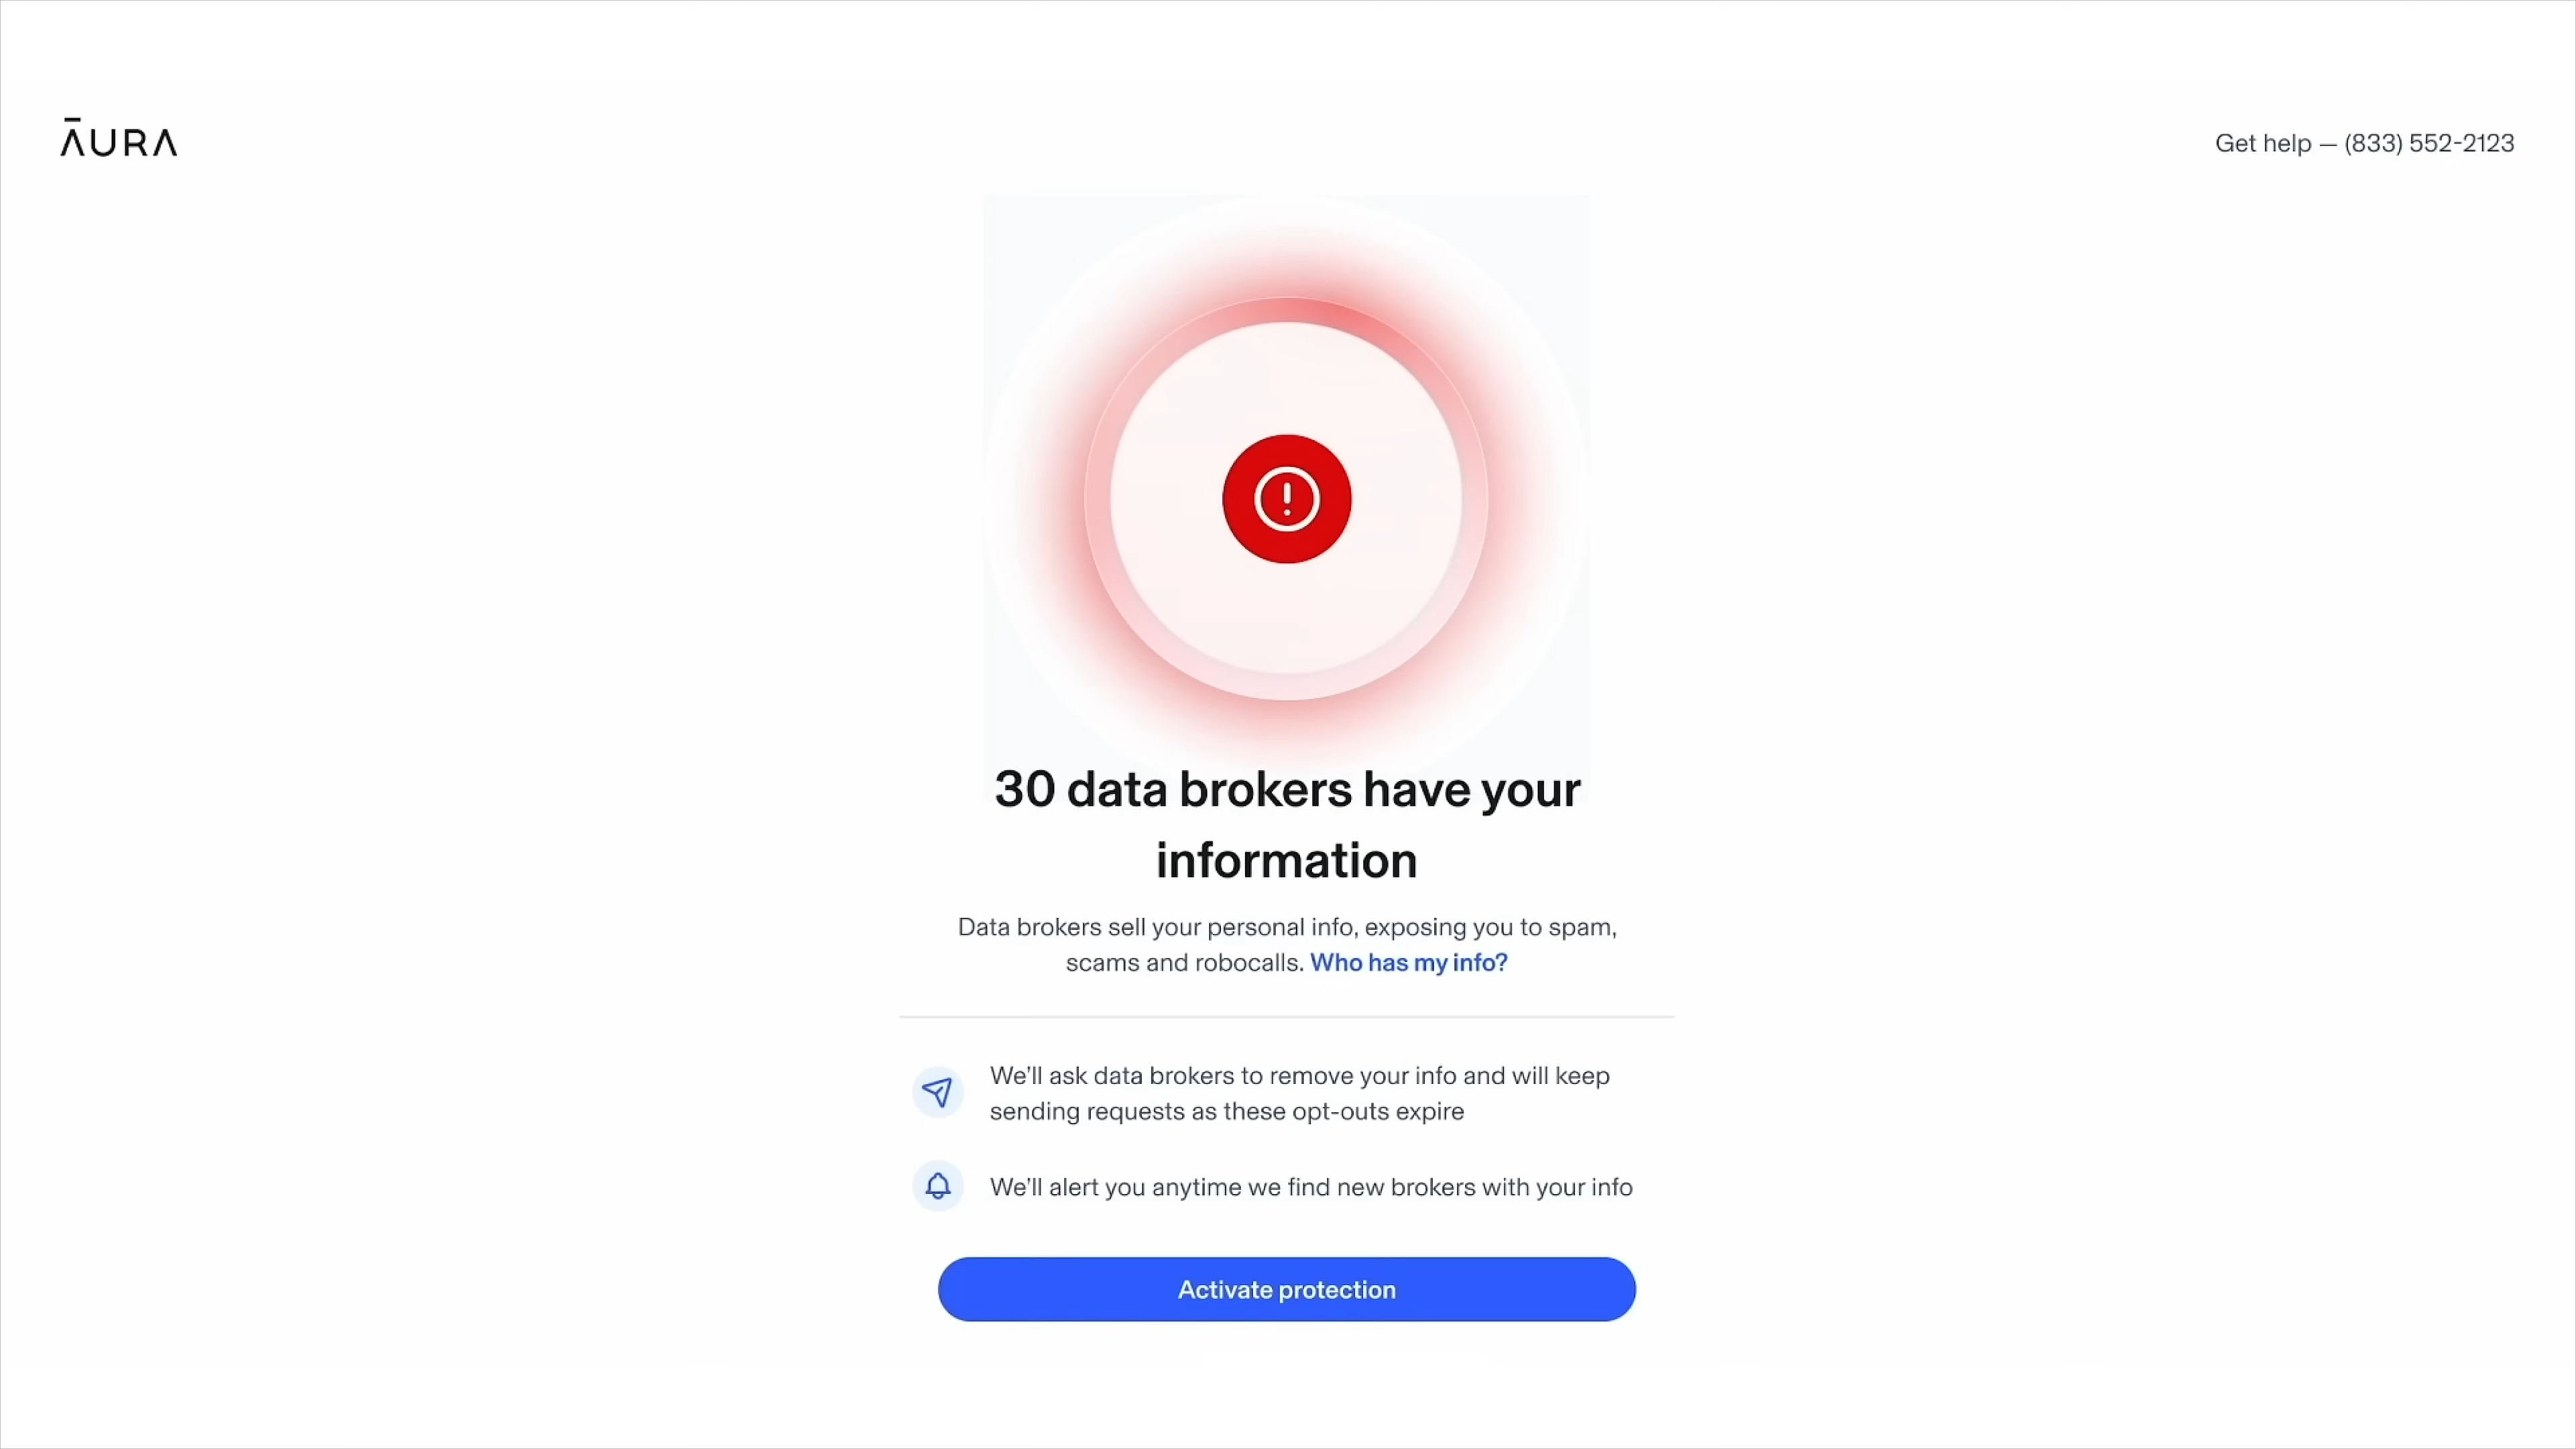 ĀURA
Get help — (833) 552-2123
30 data brokers have your
information
Data brokers sell your personal info, exposing you to spam,
scams and robocalls. Who has my info?
We'll ask data brokers to remove your info and will keep
sending requests as these opt-outs expire
We'll alert you anytime we find new brokers with your info
Activate protection